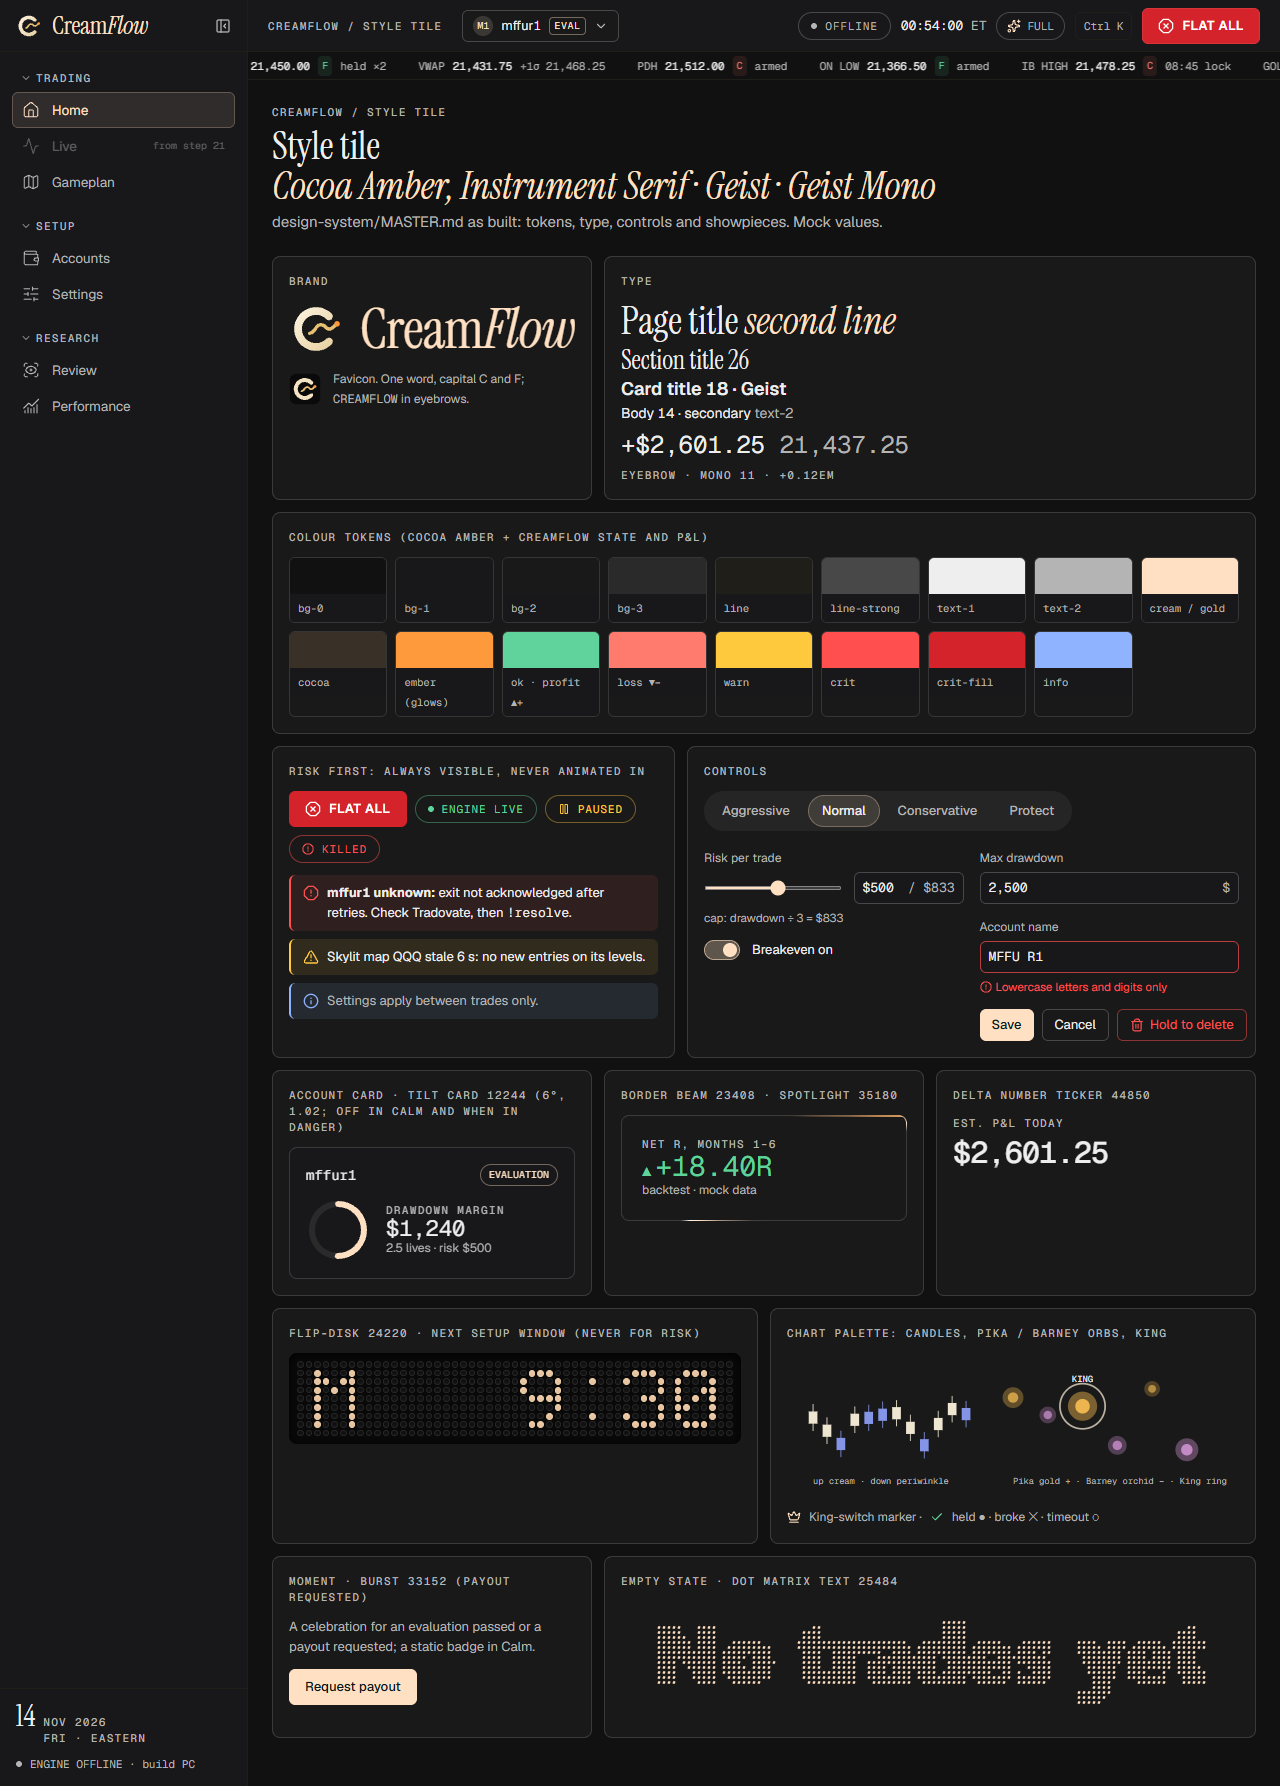 CreamFlow
CREAMFLOW / STYLE TILE
M1 mffur1 EVAL
OFFLINE
00:54:00 ET
FULL
Ctrl K
FLAT ALL
21,450.00 F held ×2 VWAP 21,431.75 +1σ 21,468.25 PDH 21,512.00 C armed ON LOW 21,366.50 F armed IB HIGH 21,478.25 C 08:45 lock
TRADING
Home
Live from step 21
Gameplan
SETUP
Accounts
Settings
RESEARCH
Review
Performance
14 NOV 2026
FRI · EASTERN
ENGINE OFFLINE · build PC
CREAMFLOW / STYLE TILE
Style tile
Cocoa Amber, Instrument Serif · Geist · Geist Mono
design-system/MASTER.md as built: tokens, type, controls and showpieces. Mock values.
BRAND
CreamFlow
Favicon. One word, capital C and F;
CREAMFLOW in eyebrows.
TYPE
Page title second line
Section title 26
Card title 18 · Geist
Body 14 · secondary text-2
+$2,601.25 21,437.25
EYEBROW · MONO 11 · +0.12EM
COLOUR TOKENS (COCOA AMBER + CREAMFLOW STATE AND P&L)
bg-0 bg-1 bg-2 bg-3 line line-strong text-1 text-2 cream / gold
cocoa ember (glows) ok · profit ▲+ loss ▼− warn crit crit-fill info
RISK FIRST: ALWAYS VISIBLE, NEVER ANIMATED IN
FLAT ALL
ENGINE LIVE
PAUSED
KILLED
mffur1 unknown: exit not acknowledged after
retries. Check Tradovate, then !resolve.
Skylit map QQQ stale 6 s: no new entries on its levels.
Settings apply between trades only.
CONTROLS
Aggressive Normal Conservative Protect
Risk per trade
$500 / $833
cap: drawdown ÷ 3 = $833
Breakeven on
Max drawdown
2,500 $
Account name
MFFU R1
Lowercase letters and digits only
Save
Cancel
Hold to delete
ACCOUNT CARD · TILT CARD 12244 (6°,
1.02; OFF IN CALM AND WHEN IN
DANGER)
mffur1 EVALUATION
DRAWDOWN MARGIN
$1,240
2.5 lives · risk $500
BORDER BEAM 23408 · SPOTLIGHT 35180
NET R, MONTHS 1–6
▲+18.40R
backtest · mock data
DELTA NUMBER TICKER 44850
EST. P&L TODAY
$2,601.25
FLIP-DISK 24220 · NEXT SETUP WINDOW (NEVER FOR RISK)
M 9:30
CHART PALETTE: CANDLES, PIKA / BARNEY ORBS, KING
KING
up cream · down periwinkle
Pika gold + · Barney orchid − · King ring
King-switch marker · ✓ held ● · broke ╳ · timeout ○
MOMENT · BURST 33152 (PAYOUT
REQUESTED)
A celebration for an evaluation passed or a
payout requested; a static badge in Calm.
Request payout
EMPTY STATE · DOT MATRIX TEXT 25484
No trades yet